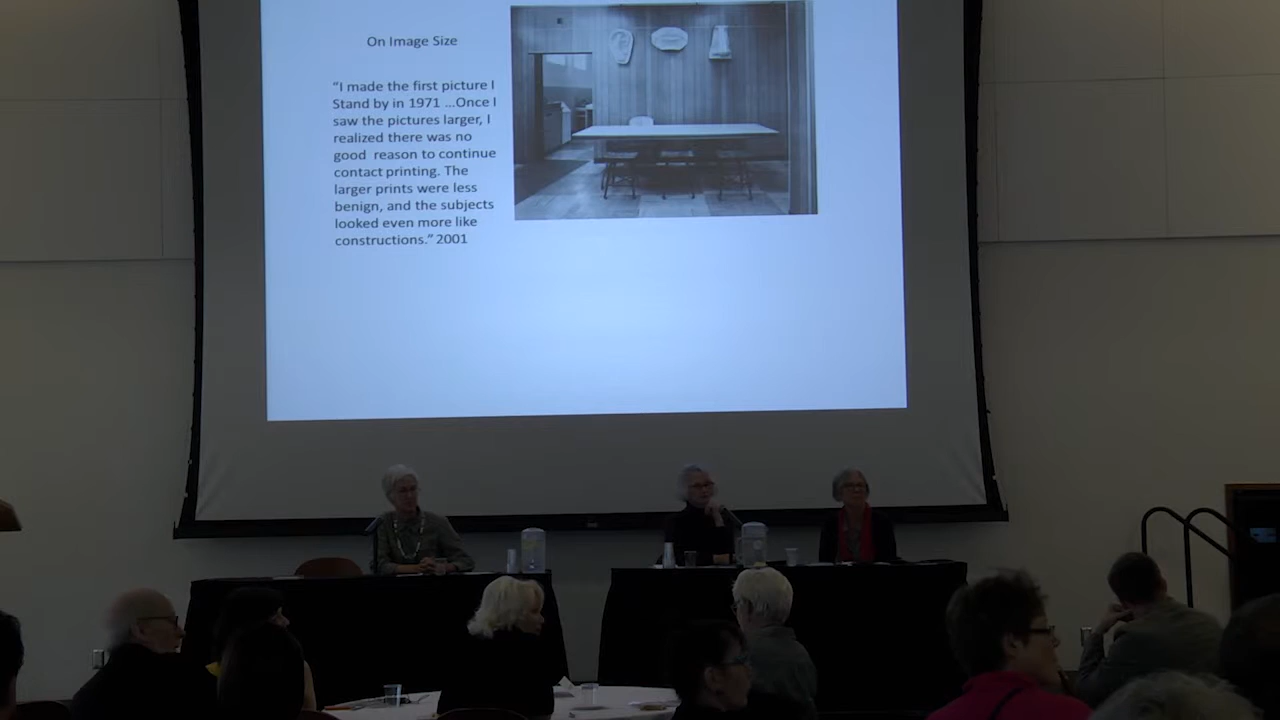 On Image Size
“I made the first picture I
Stand by in 1971 ...Once I
saw the pictures larger, I
realized there was no
good reason to continue
contact printing. The
larger prints were less
benign, and the subjects
looked even more like
constructions.” 2001